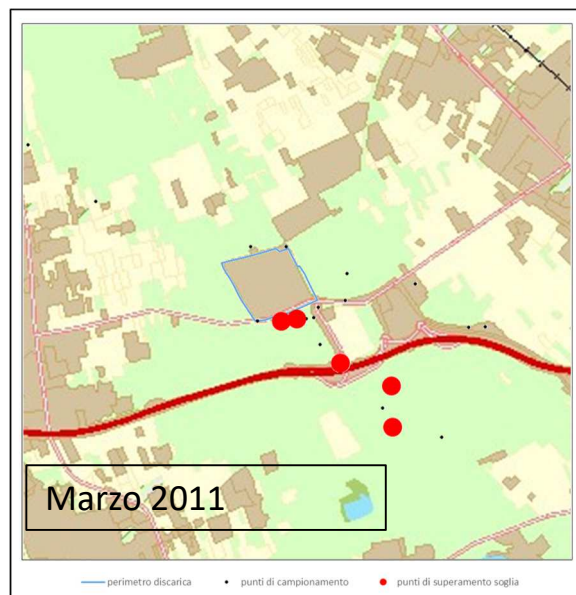 Marzo 2011
perimetro discarica punti di campionamento punti di superamento soglia